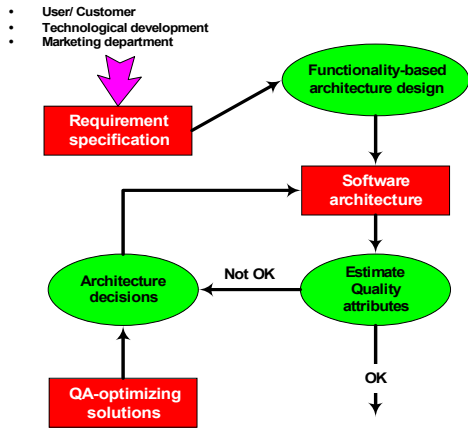 • User/ Customer
• Technological development
• Marketing department
Functionality-based
architecture design
Requirement
specification
Software
architecture
Architecture
decisions
Not OK
Estimate
Quality
attributes
OK
QA-optimizing
solutions